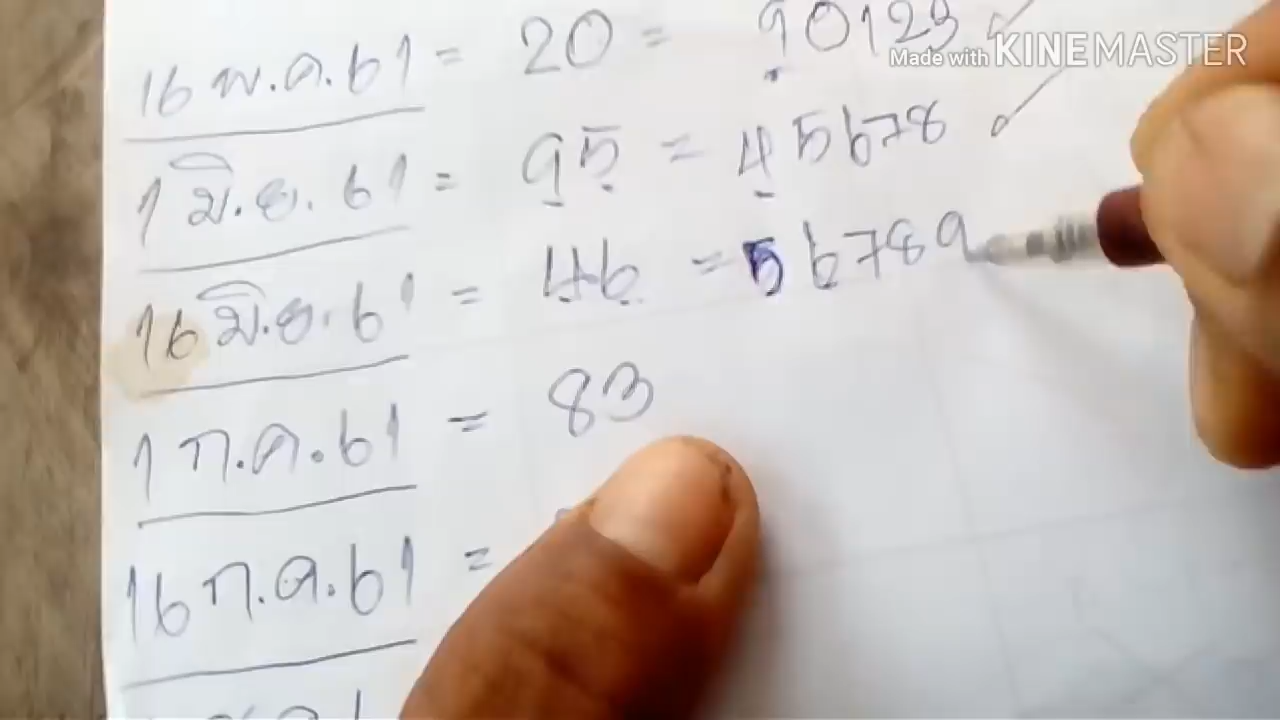 16 พ.ค.61 = 20 = 90123
Made with KINEMASTER
1 มิ.ย. 61 = 95 = 45678
16 มิ.ย. 61 = 46 = 56789
1 ก.ค.61 = 83
16 ก.ค.61 =